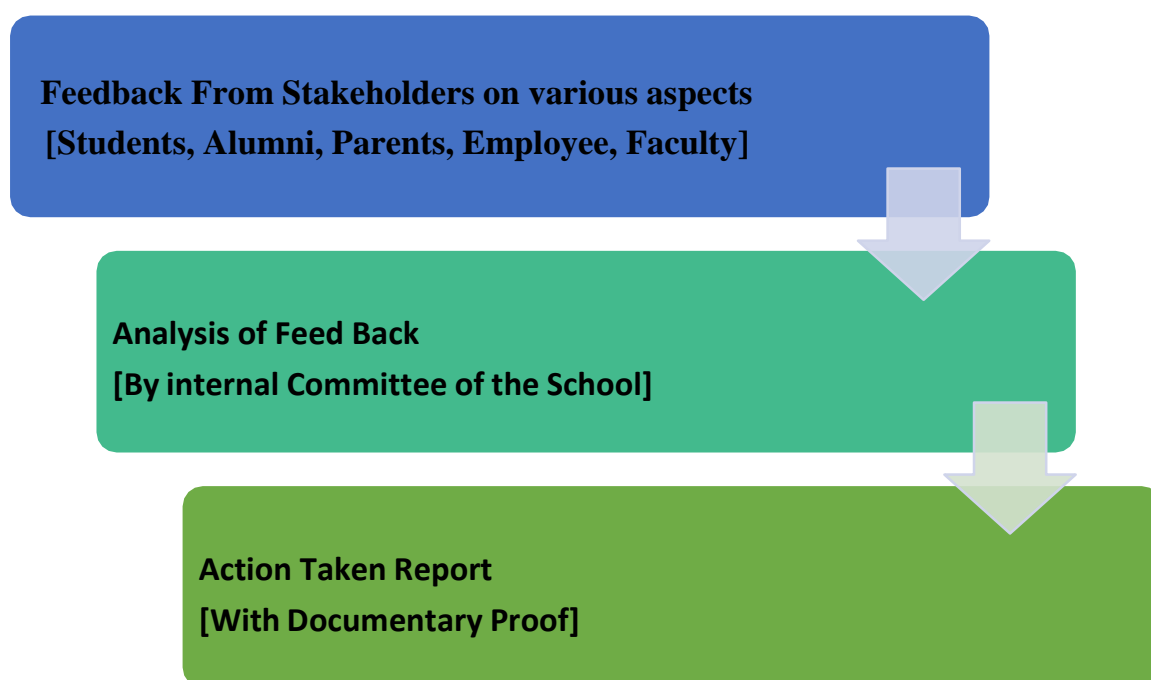 Feedback From Stakeholders on various aspects
[Students, Alumni, Parents, Employee, Faculty]
Analysis of Feed Back
[By internal Committee of the School]
Action Taken Report
[With Documentary Proof]